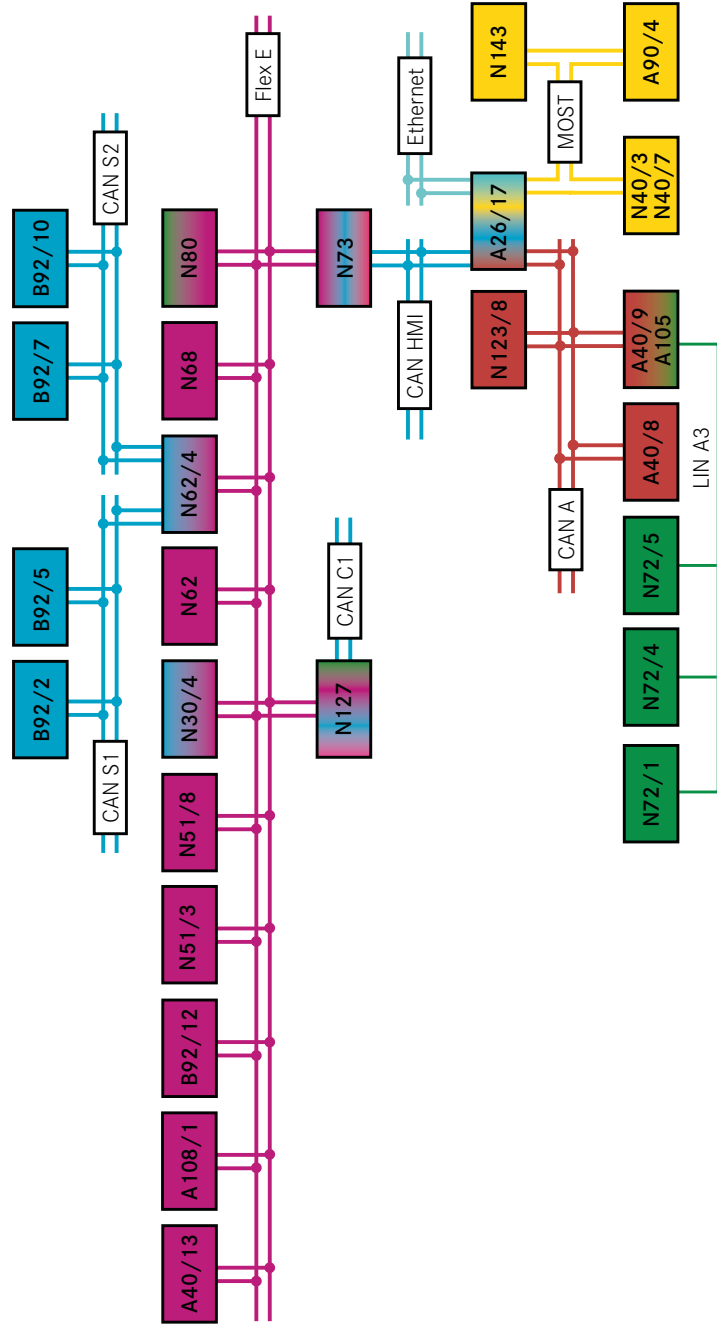 B92/2
B92/5
B92/7
B92/10
CAN S1
CAN S2
A40/13
A108/1
B92/12
N51/3
N51/8
N30/4
N62
N62/4
N68
N80
Flex E
N127
CAN C1
N73
CAN HMI
Ethernet
A26/17
N123/8
N143
CAN A
MOST
N72/1
N72/4
N72/5
A40/8
A40/9
A105
N40/3
N40/7
A90/4
LIN A3